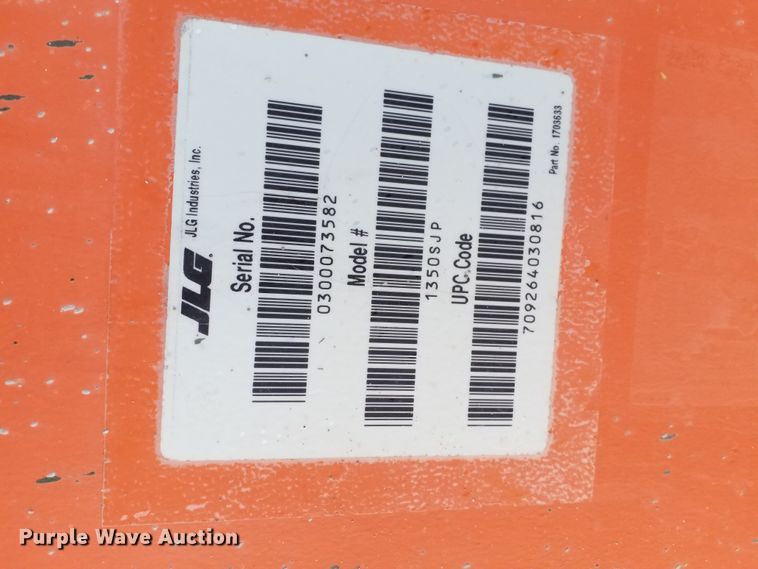 JLG® JLG Industries, Inc.
Serial No.
0300073582
Model #
1350SJP
UPC Code
709264030816
Part No. 1703633
Purple Wave Auction